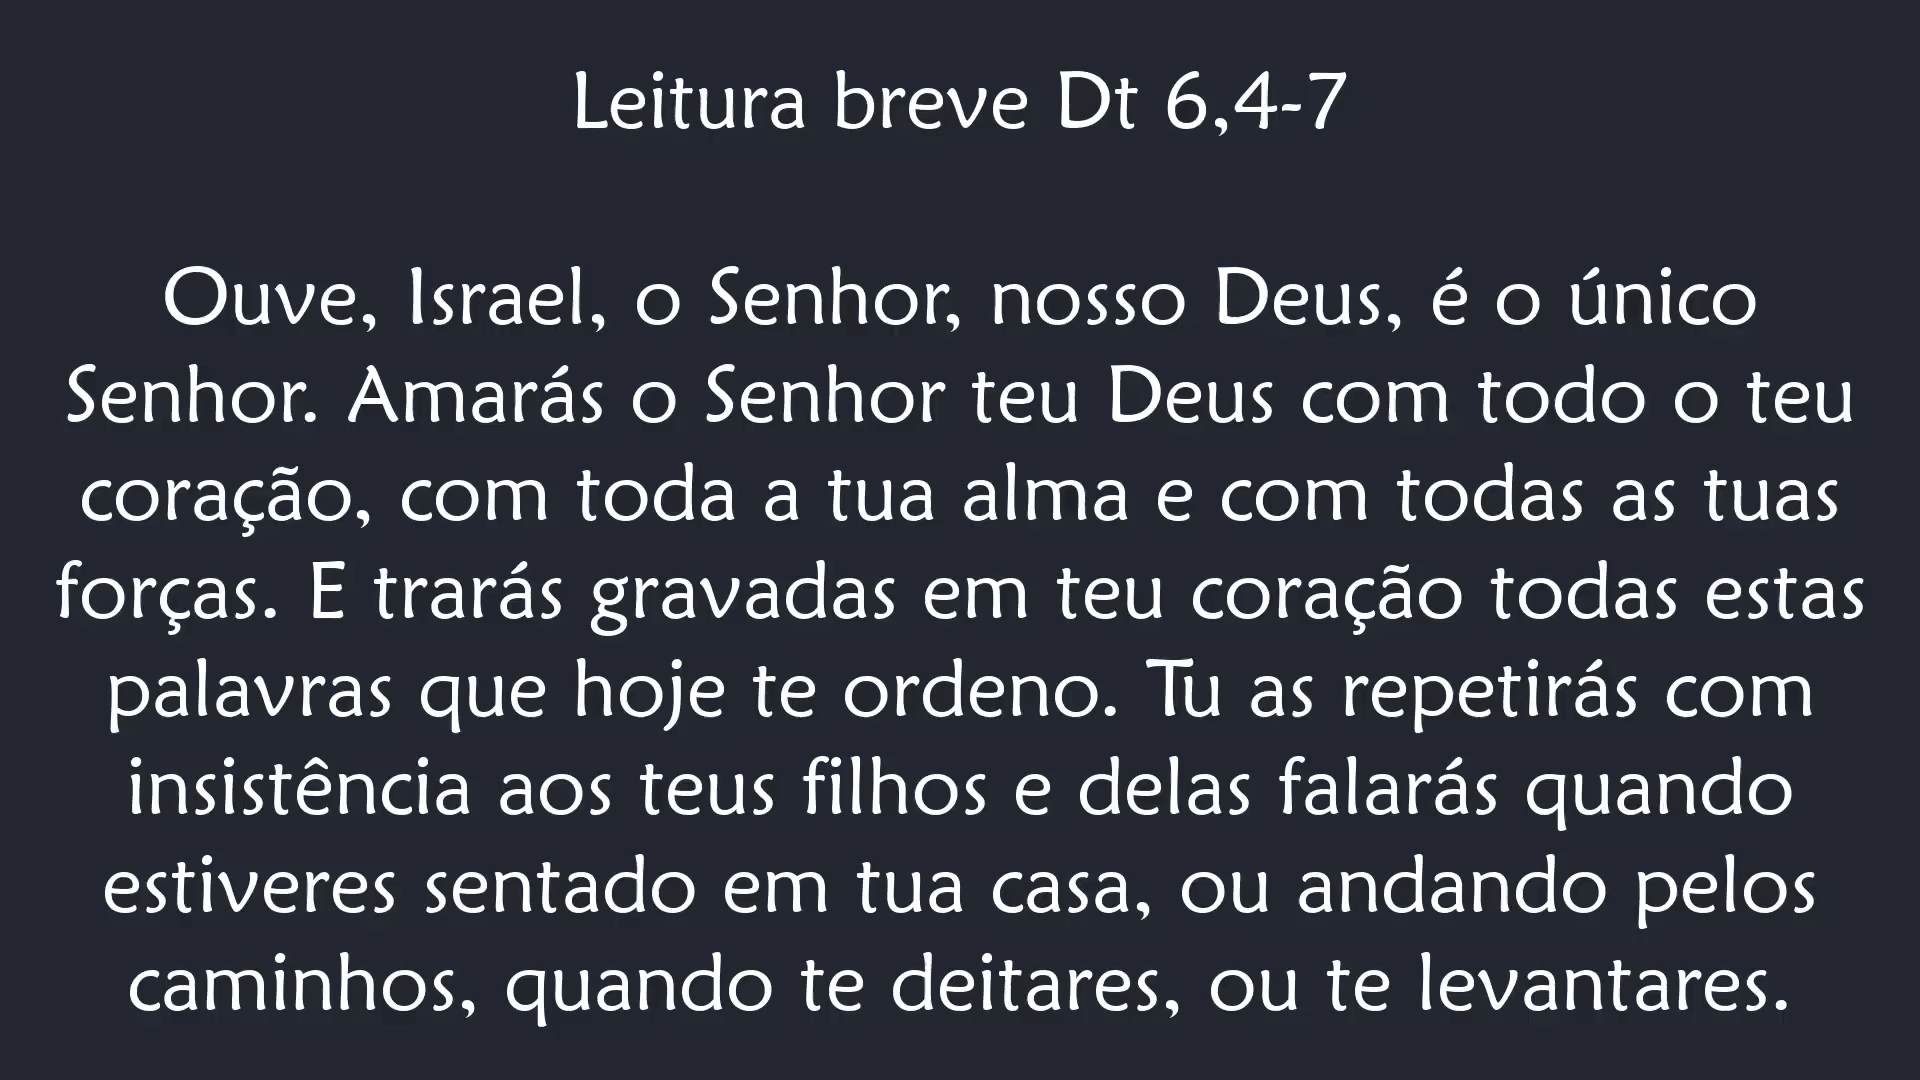 Leitura breve Dt 6,4-7
Ouve, Israel, o Senhor, nosso Deus, é o único
Senhor. Amarás o Senhor teu Deus com todo o teu
coração, com toda a tua alma e com todas as tuas
forças. E trarás gravadas em teu coração todas estas
palavras que hoje te ordeno. Tu as repetirás com
insistência aos teus filhos e delas falarás quando
estiveres sentado em tua casa, ou andando pelos
caminhos, quando te deitares, ou te levantares.